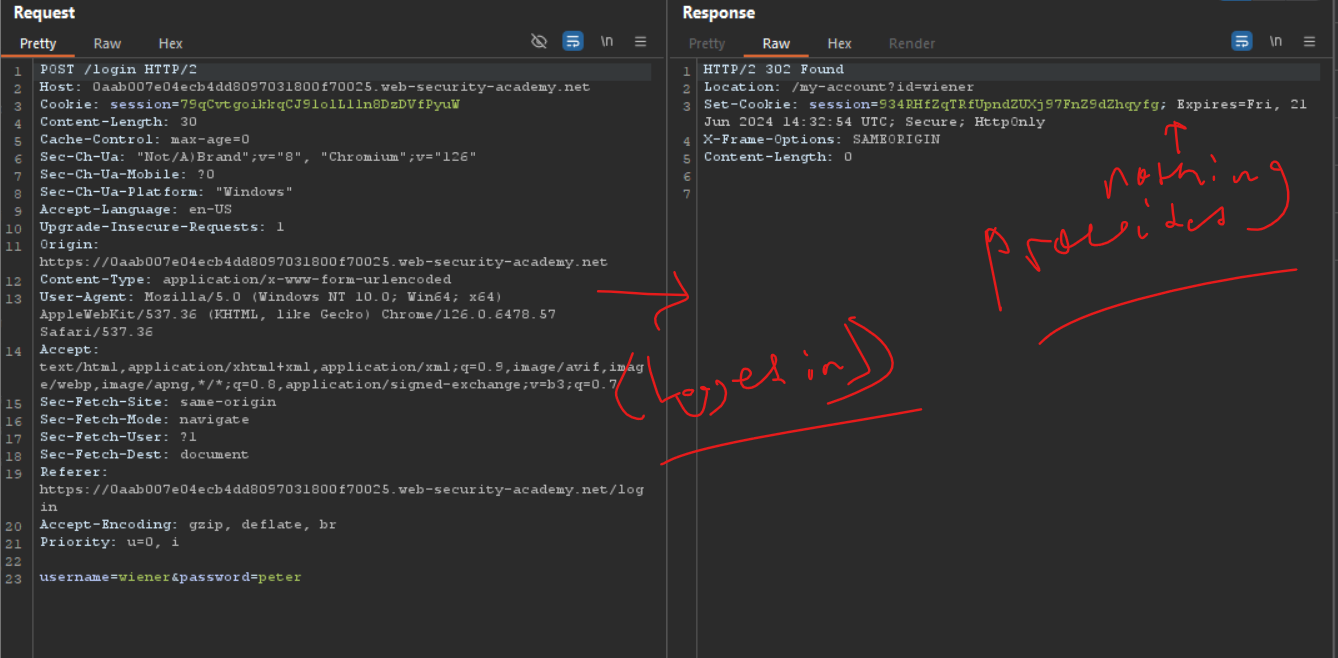 Request
Pretty Raw Hex \n
1 POST /login HTTP/2
2 Host: 0aab007e04ecb4dd8097031800f70025.web-security-academy.net
3 Cookie: session=79qCvtgoikkqCJ9lolLlln8DzDVfPyuW
4 Content-Length: 30
5 Cache-Control: max-age=0
6 Sec-Ch-Ua: "Not/A)Brand";v="8", "Chromium";v="126"
7 Sec-Ch-Ua-Mobile: ?0
8 Sec-Ch-Ua-Platform: "Windows"
9 Accept-Language: en-US
10 Upgrade-Insecure-Requests: 1
11 Origin:
https://0aab007e04ecb4dd8097031800f70025.web-security-academy.net
12 Content-Type: application/x-www-form-urlencoded
13 User-Agent: Mozilla/5.0 (Windows NT 10.0; Win64; x64)
AppleWebKit/537.36 (KHTML, like Gecko) Chrome/126.0.6478.57
Safari/537.36
14 Accept:
text/html,application/xhtml+xml,application/xml;q=0.9,image/avif,imag
e/webp,image/apng,*/*;q=0.8,application/signed-exchange;v=b3;q=0.7
15 Sec-Fetch-Site: same-origin
16 Sec-Fetch-Mode: navigate
17 Sec-Fetch-User: ?1
18 Sec-Fetch-Dest: document
19 Referer:
https://0aab007e04ecb4dd8097031800f70025.web-security-academy.net/log
in
20 Accept-Encoding: gzip, deflate, br
21 Priority: u=0, i
22
23 username=wiener&password=peter
Response
Pretty Raw Hex Render \n
1 HTTP/2 302 Found
2 Location: /my-account?id=wiener
3 Set-Cookie: session=934RHfZqTRfUpndZUXj97FnZ9dZhqyfg; Expires=Fri, 21
Jun 2024 14:32:54 UTC; Secure; HttpOnly
4 X-Frame-Options: SAMEORIGIN
5 Content-Length: 0
6
7
nothing
provides
(Logges in)